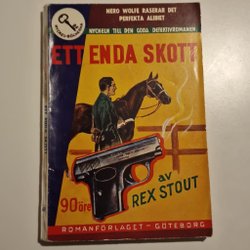 NERO WOLFE RASERAR DET
PERFEKTA ALIBIET
NYCKELN TILL DEN GODA DETEKTIVROMANEN
ETT ENDA SKOTT
av
REX STOUT
90 öre
ROMANFÖRLAGET - GÖTEBORG